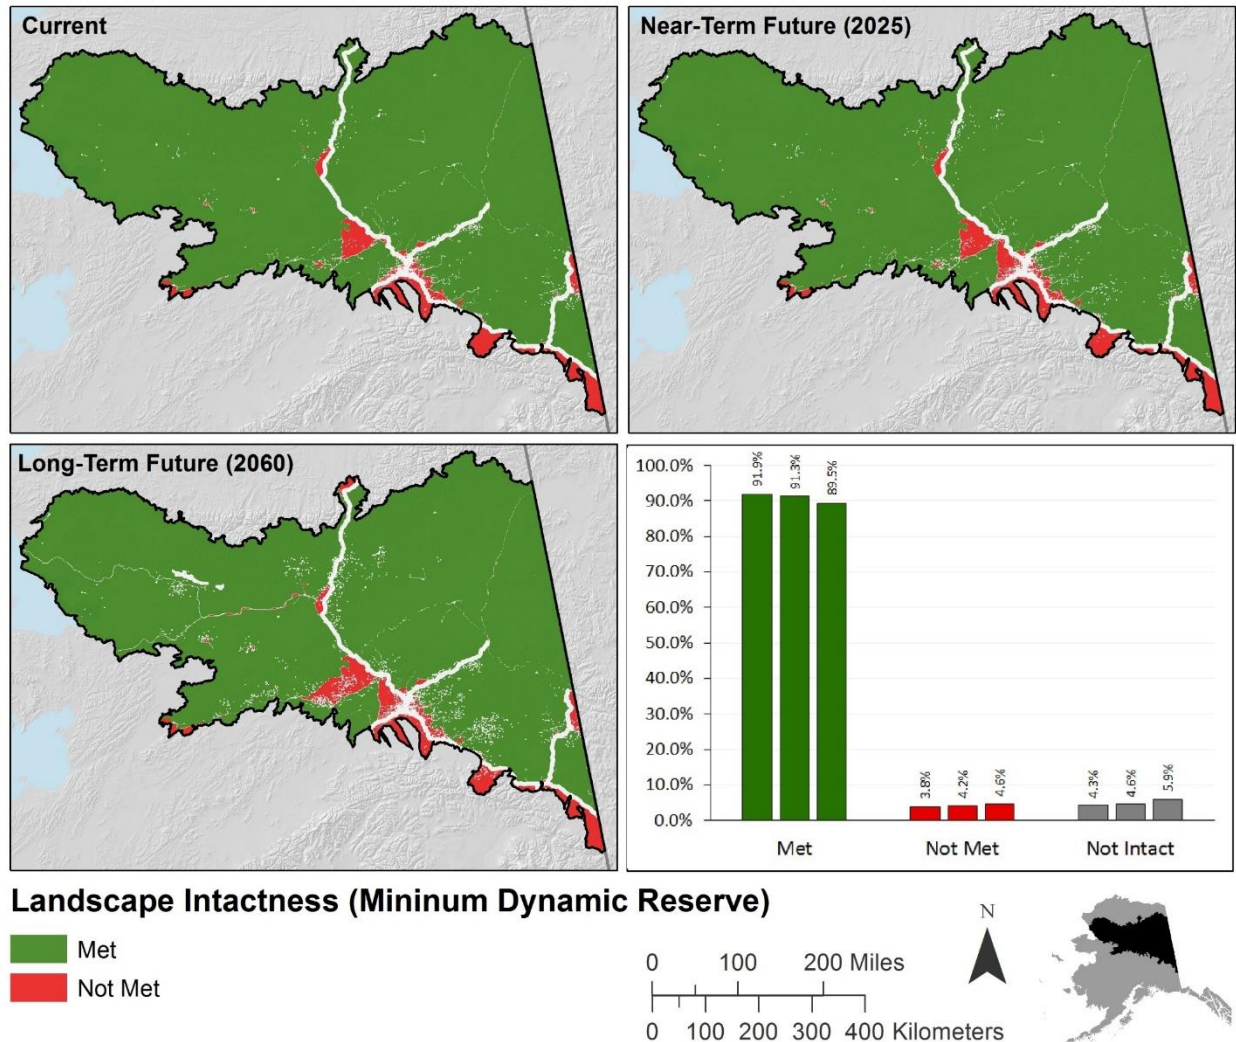 Current
Near-Term Future (2025)
Long-Term Future (2060)
100.0%
90.0%
80.0%
70.0%
60.0%
50.0%
40.0%
30.0%
20.0%
10.0%
0.0%
91.9%
91.3%
89.5%
3.8%
4.2%
4.6%
4.3%
4.6%
5.9%
Met
Not Met
Not Intact
Landscape Intactness (Mininum Dynamic Reserve)
Met
Not Met
0 100 200 Miles
0 100 200 300 400 Kilometers
N